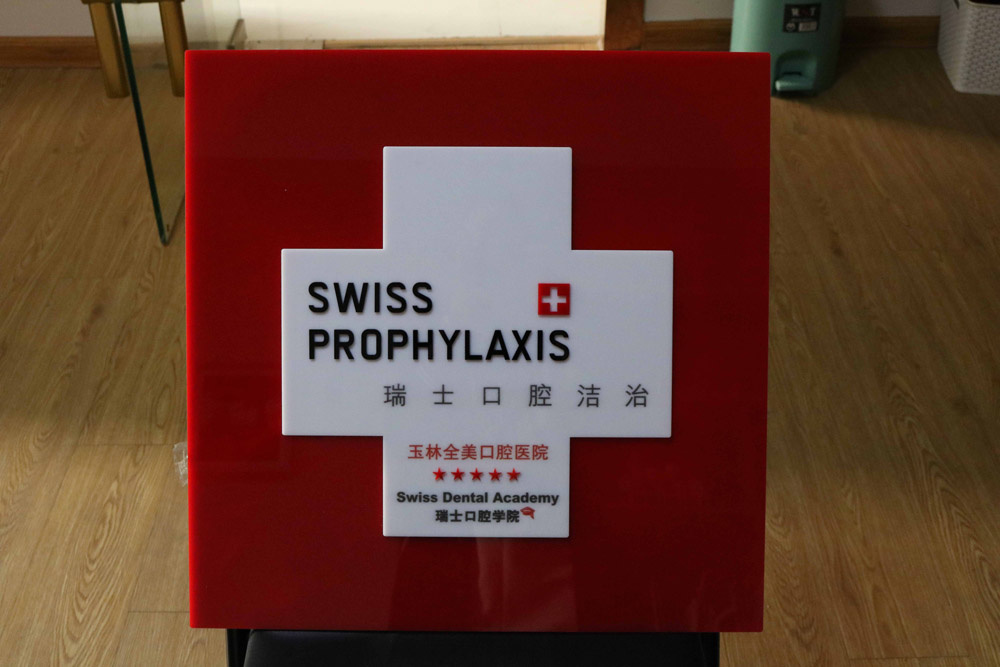 SWISS
PROPHYLAXIS
瑞士口腔洁治
玉林全美口腔医院
★★★★★
Swiss Dental Academy
瑞士口腔学院